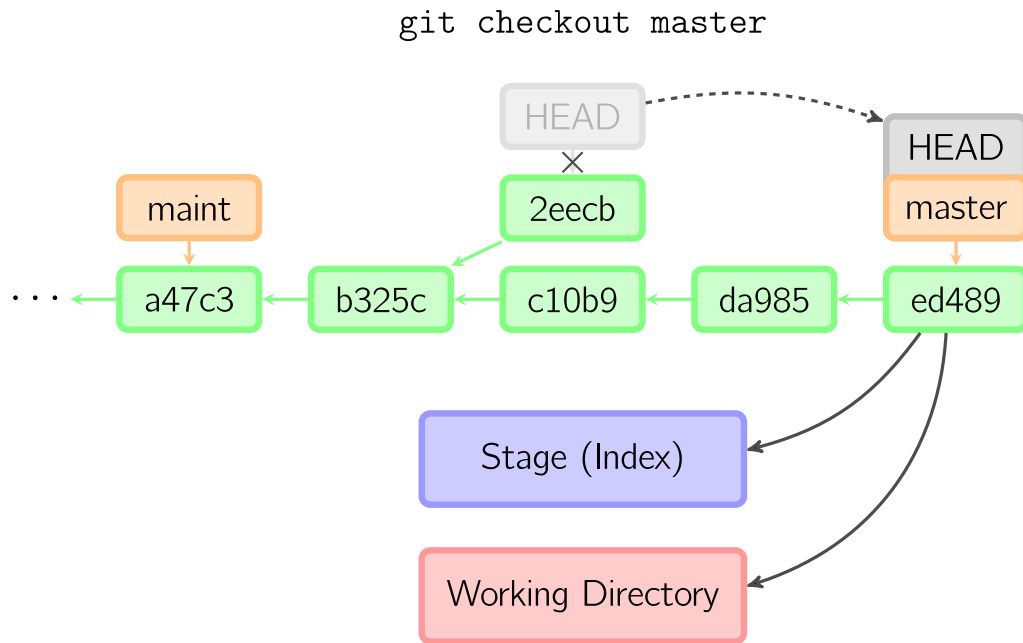 git checkout master
HEAD
HEAD
maint
2eecb
master
...
a47c3
b325c
c10b9
da985
ed489
Stage (Index)
Working Directory